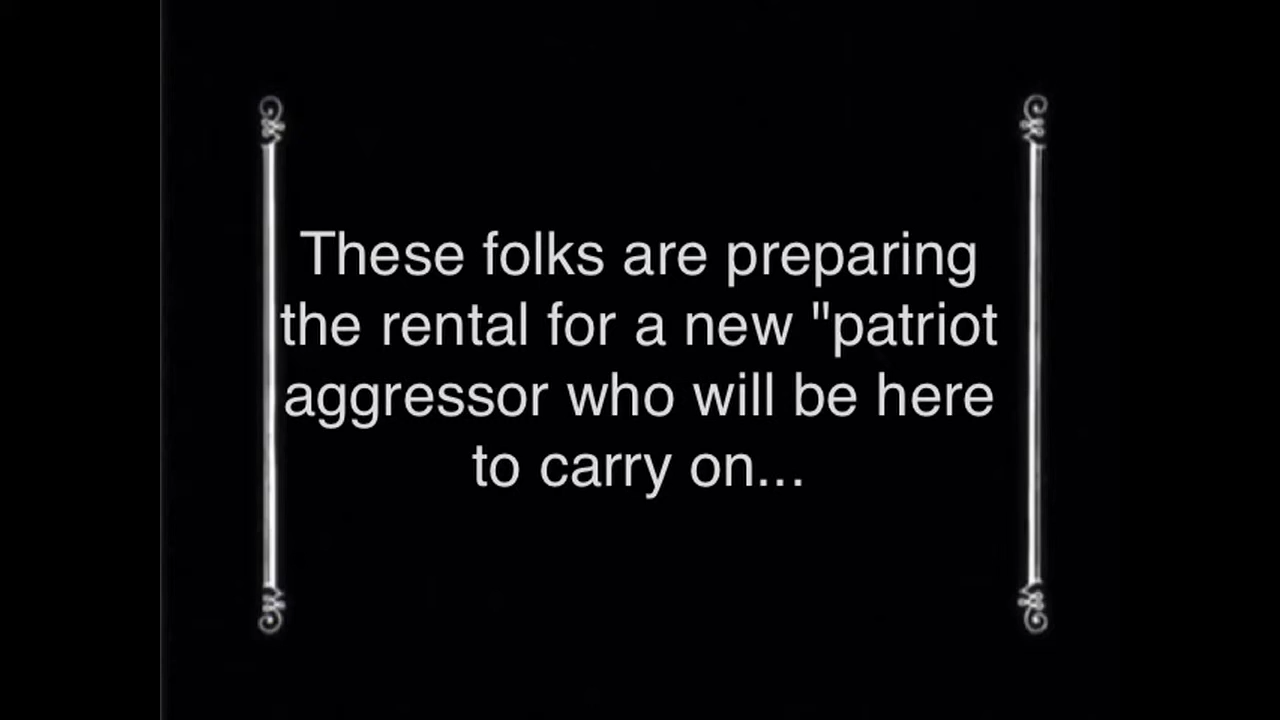 These folks are preparing
the rental for a new "patriot
aggressor who will be here
to carry on...